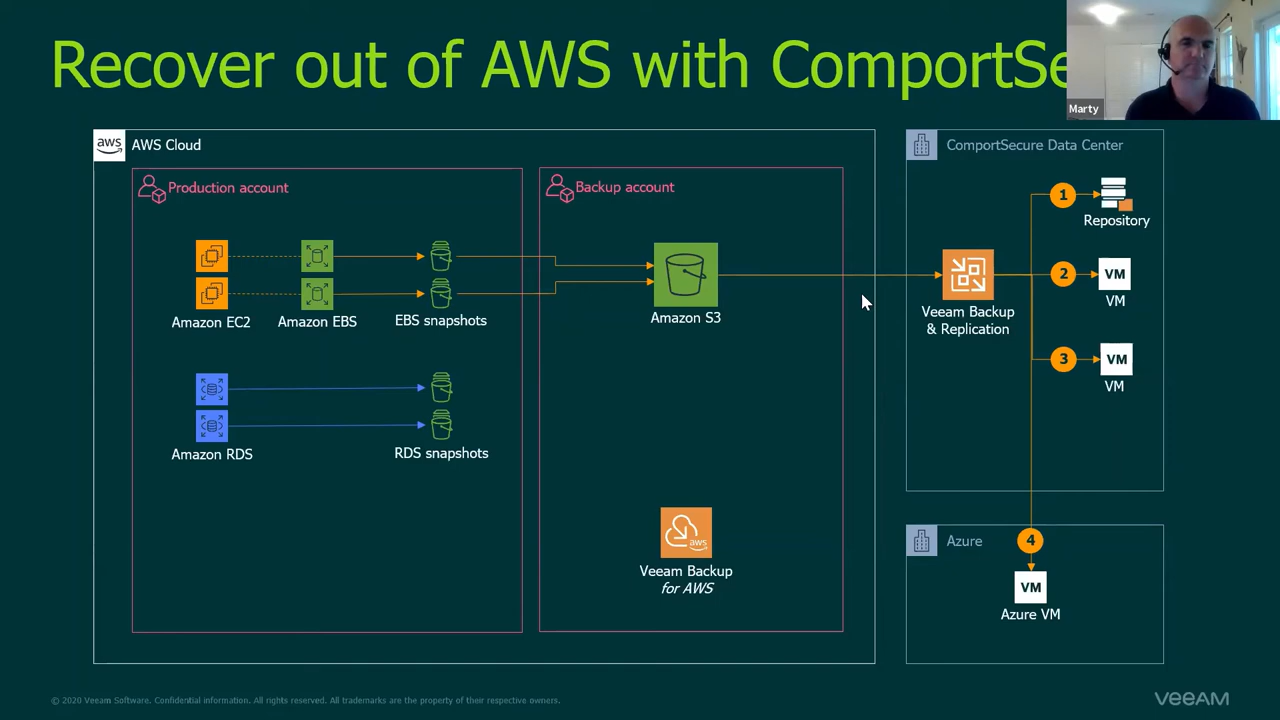 Recover out of AWS with ComportSe
Marty
aws
AWS Cloud
Production account
Amazon EC2
Amazon EBS
EBS snapshots
Amazon RDS
RDS snapshots
Backup account
Amazon S3
aws
Veeam Backup
for AWS
ComportSecure Data Center
Veeam Backup
& Replication
1
Repository
2
VM
VM
3
VM
VM
Azure
4
VM
Azure VM
© 2020 Veeam Software. Confidential information. All rights reserved. All trademarks are the property of their respective owners.
VEEAM